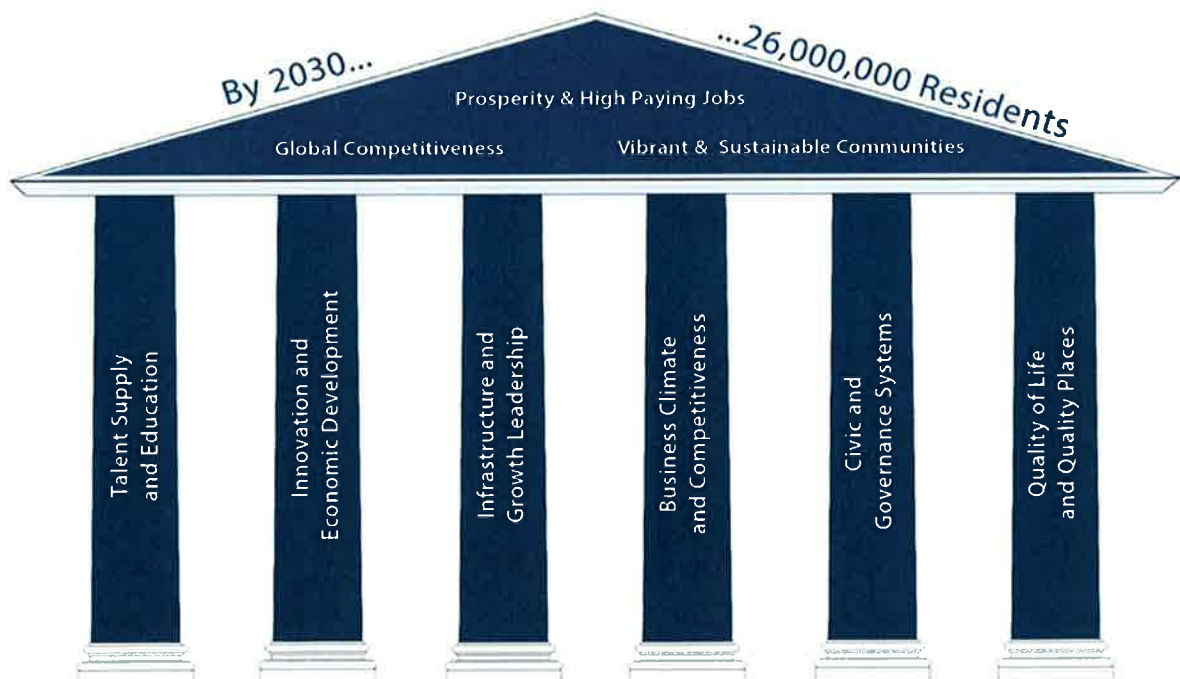 By 2030...
...26,000,000 Residents
Prosperity & High Paying Jobs
Global Competitiveness
Vibrant & Sustainable Communities
Talent Supply
and Education
Innovation and
Economic Development
Infrastructure and
Growth Leadership
Business Climate
and Competitiveness
Civic and
Governance Systems
Quality of Life
and Quality Places